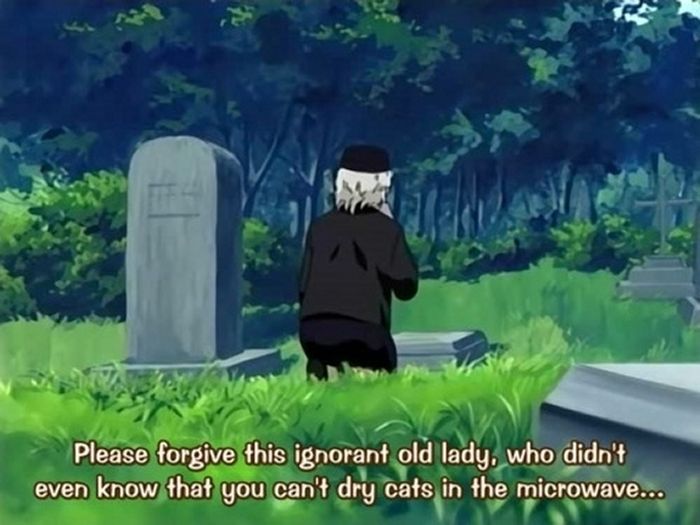 Please forgive this ignorant old lady, who didn't
even know that you can't dry cats in the microwave...